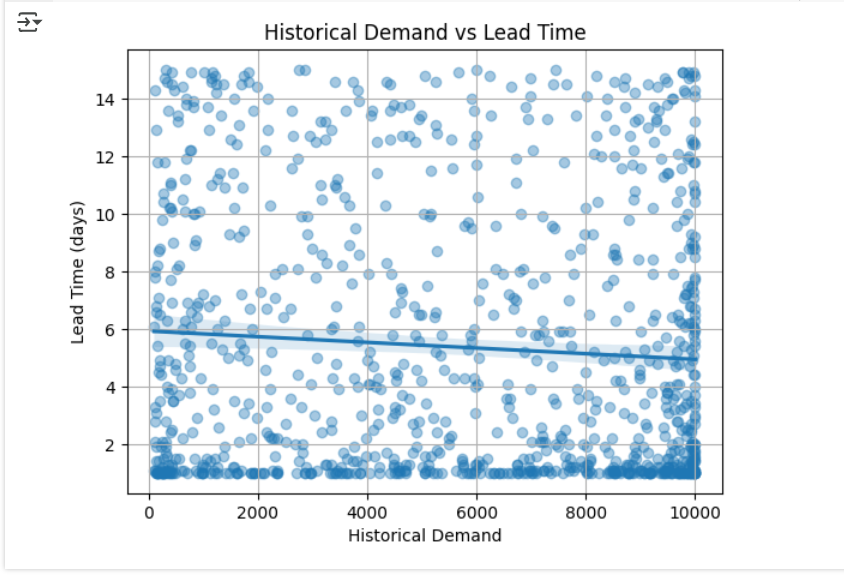 Historical Demand vs Lead Time
14
12
10
8
6
4
2
Lead Time (days)
0 2000 4000 6000 8000 10000
Historical Demand